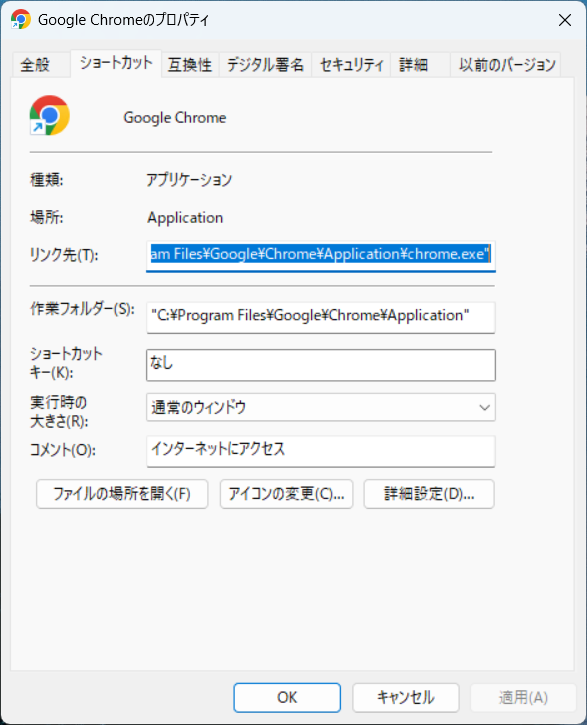 Google Chromeのプロパティ
全般 ショートカット 互換性 デジタル署名 セキュリティ 詳細 以前のバージョン
Google Chrome
種類: アプリケーション
場所: Application
リンク先(T): am Files¥Google¥Chrome¥Application¥chrome.exe"
作業フォルダー(S): "C:¥Program Files¥Google¥Chrome¥Application"
ショートカット
キー(K): なし
実行時の
大きさ(R): 通常のウィンドウ
コメント(O): インターネットにアクセス
ファイルの場所を開く(F) アイコンの変更(C)... 詳細設定(D)...
OK キャンセル 適用(A)